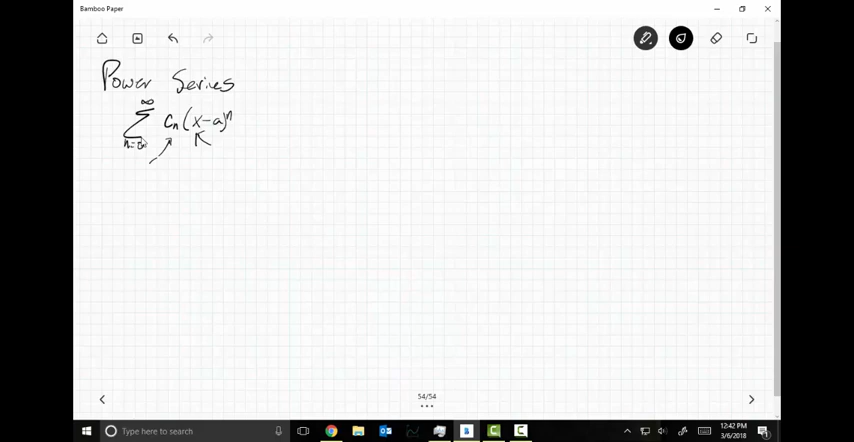 Bamboo Paper
Power Series
∞
∑ cₙ(x-a)ⁿ
n=0
54/54
Type here to search
12:42 PM
3/6/2018